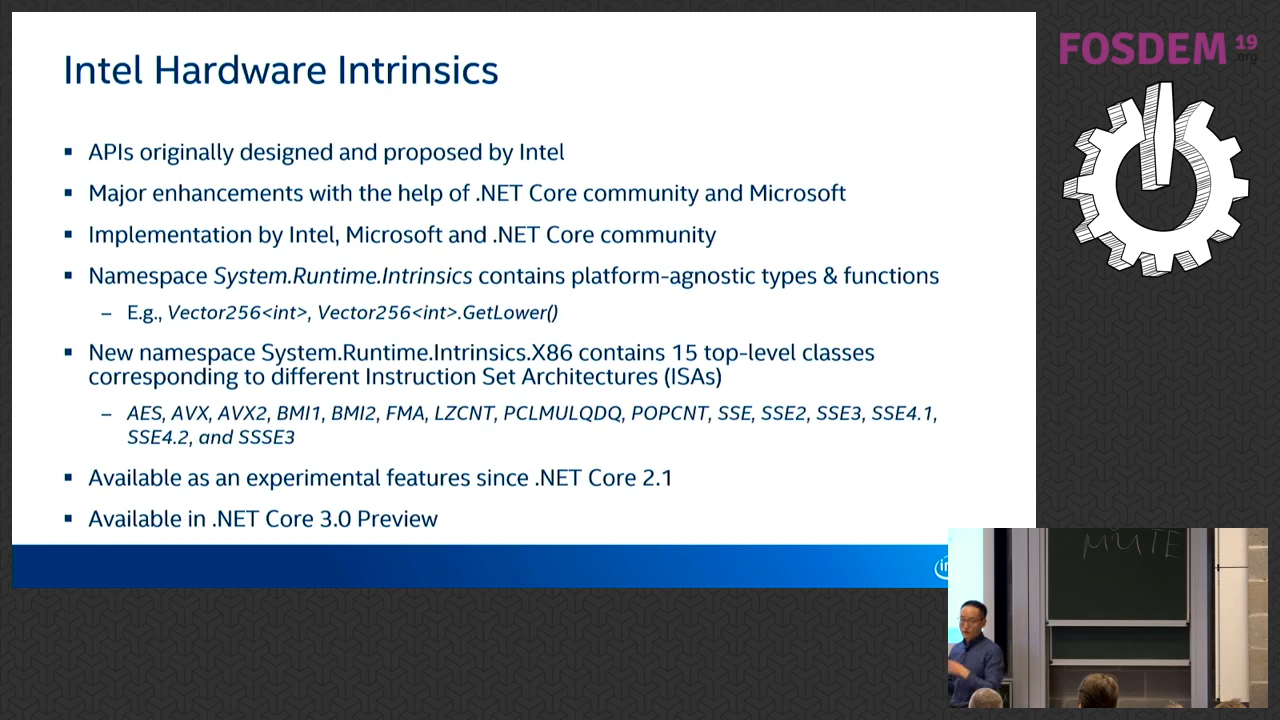 Intel Hardware Intrinsics
▪ APIs originally designed and proposed by Intel
▪ Major enhancements with the help of .NET Core community and Microsoft
▪ Implementation by Intel, Microsoft and .NET Core community
▪ Namespace System.Runtime.Intrinsics contains platform-agnostic types & functions
– E.g., Vector256<int>, Vector256<int>.GetLower()
▪ New namespace System.Runtime.Intrinsics.X86 contains 15 top-level classes
corresponding to different Instruction Set Architectures (ISAs)
– AES, AVX, AVX2, BMI1, BMI2, FMA, LZCNT, PCLMULQDQ, POPCNT, SSE, SSE2, SSE3, SSE4.1,
SSE4.2, and SSSE3
▪ Available as an experimental features since .NET Core 2.1
▪ Available in .NET Core 3.0 Preview
FOSDEM 19
.org
MUTE